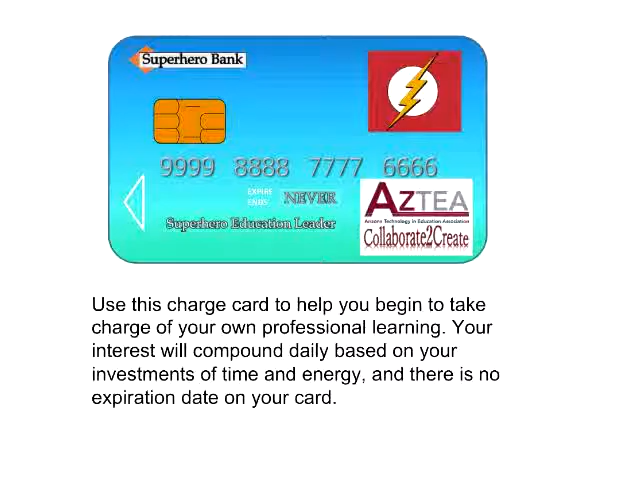 Superhero Bank
9999 8888 7777 6666
EXPIRE
ENDS NEVER
Superhero Education Leader
AZTEA
Arizona Technology in Education Association
Collaborate2Create
Use this charge card to help you begin to take
charge of your own professional learning. Your
interest will compound daily based on your
investments of time and energy, and there is no
expiration date on your card.